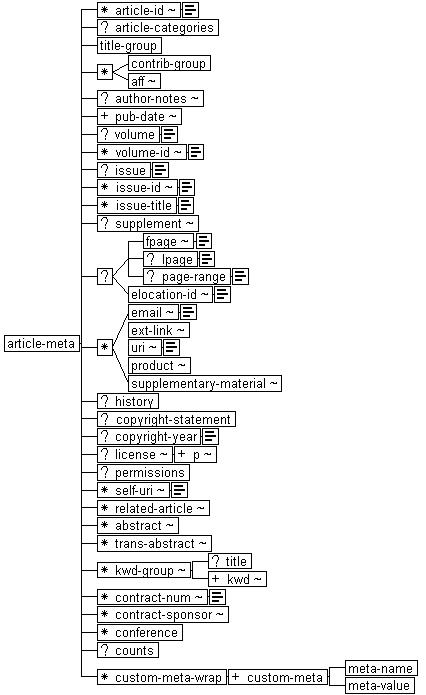 * article-id ~
? article-categories
title-group
*
contrib-group
aff ~
? author-notes ~
+ pub-date ~
? volume
* volume-id ~
? issue
* issue-id ~
* issue-title
? supplement ~
fpage ~
? lpage
? page-range
?
elocation-id ~
email ~
ext-link ~
article-meta
*
uri ~
product ~
supplementary-material ~
? history
? copyright-statement
? copyright-year
? license ~ + p ~
? permissions
* self-uri ~
* related-article ~
* abstract ~
* trans-abstract ~
? title
* kwd-group ~
+ kwd ~
* contract-num ~
* contract-sponsor ~
* conference
? counts
meta-name
* custom-meta-wrap + custom-meta
meta-value